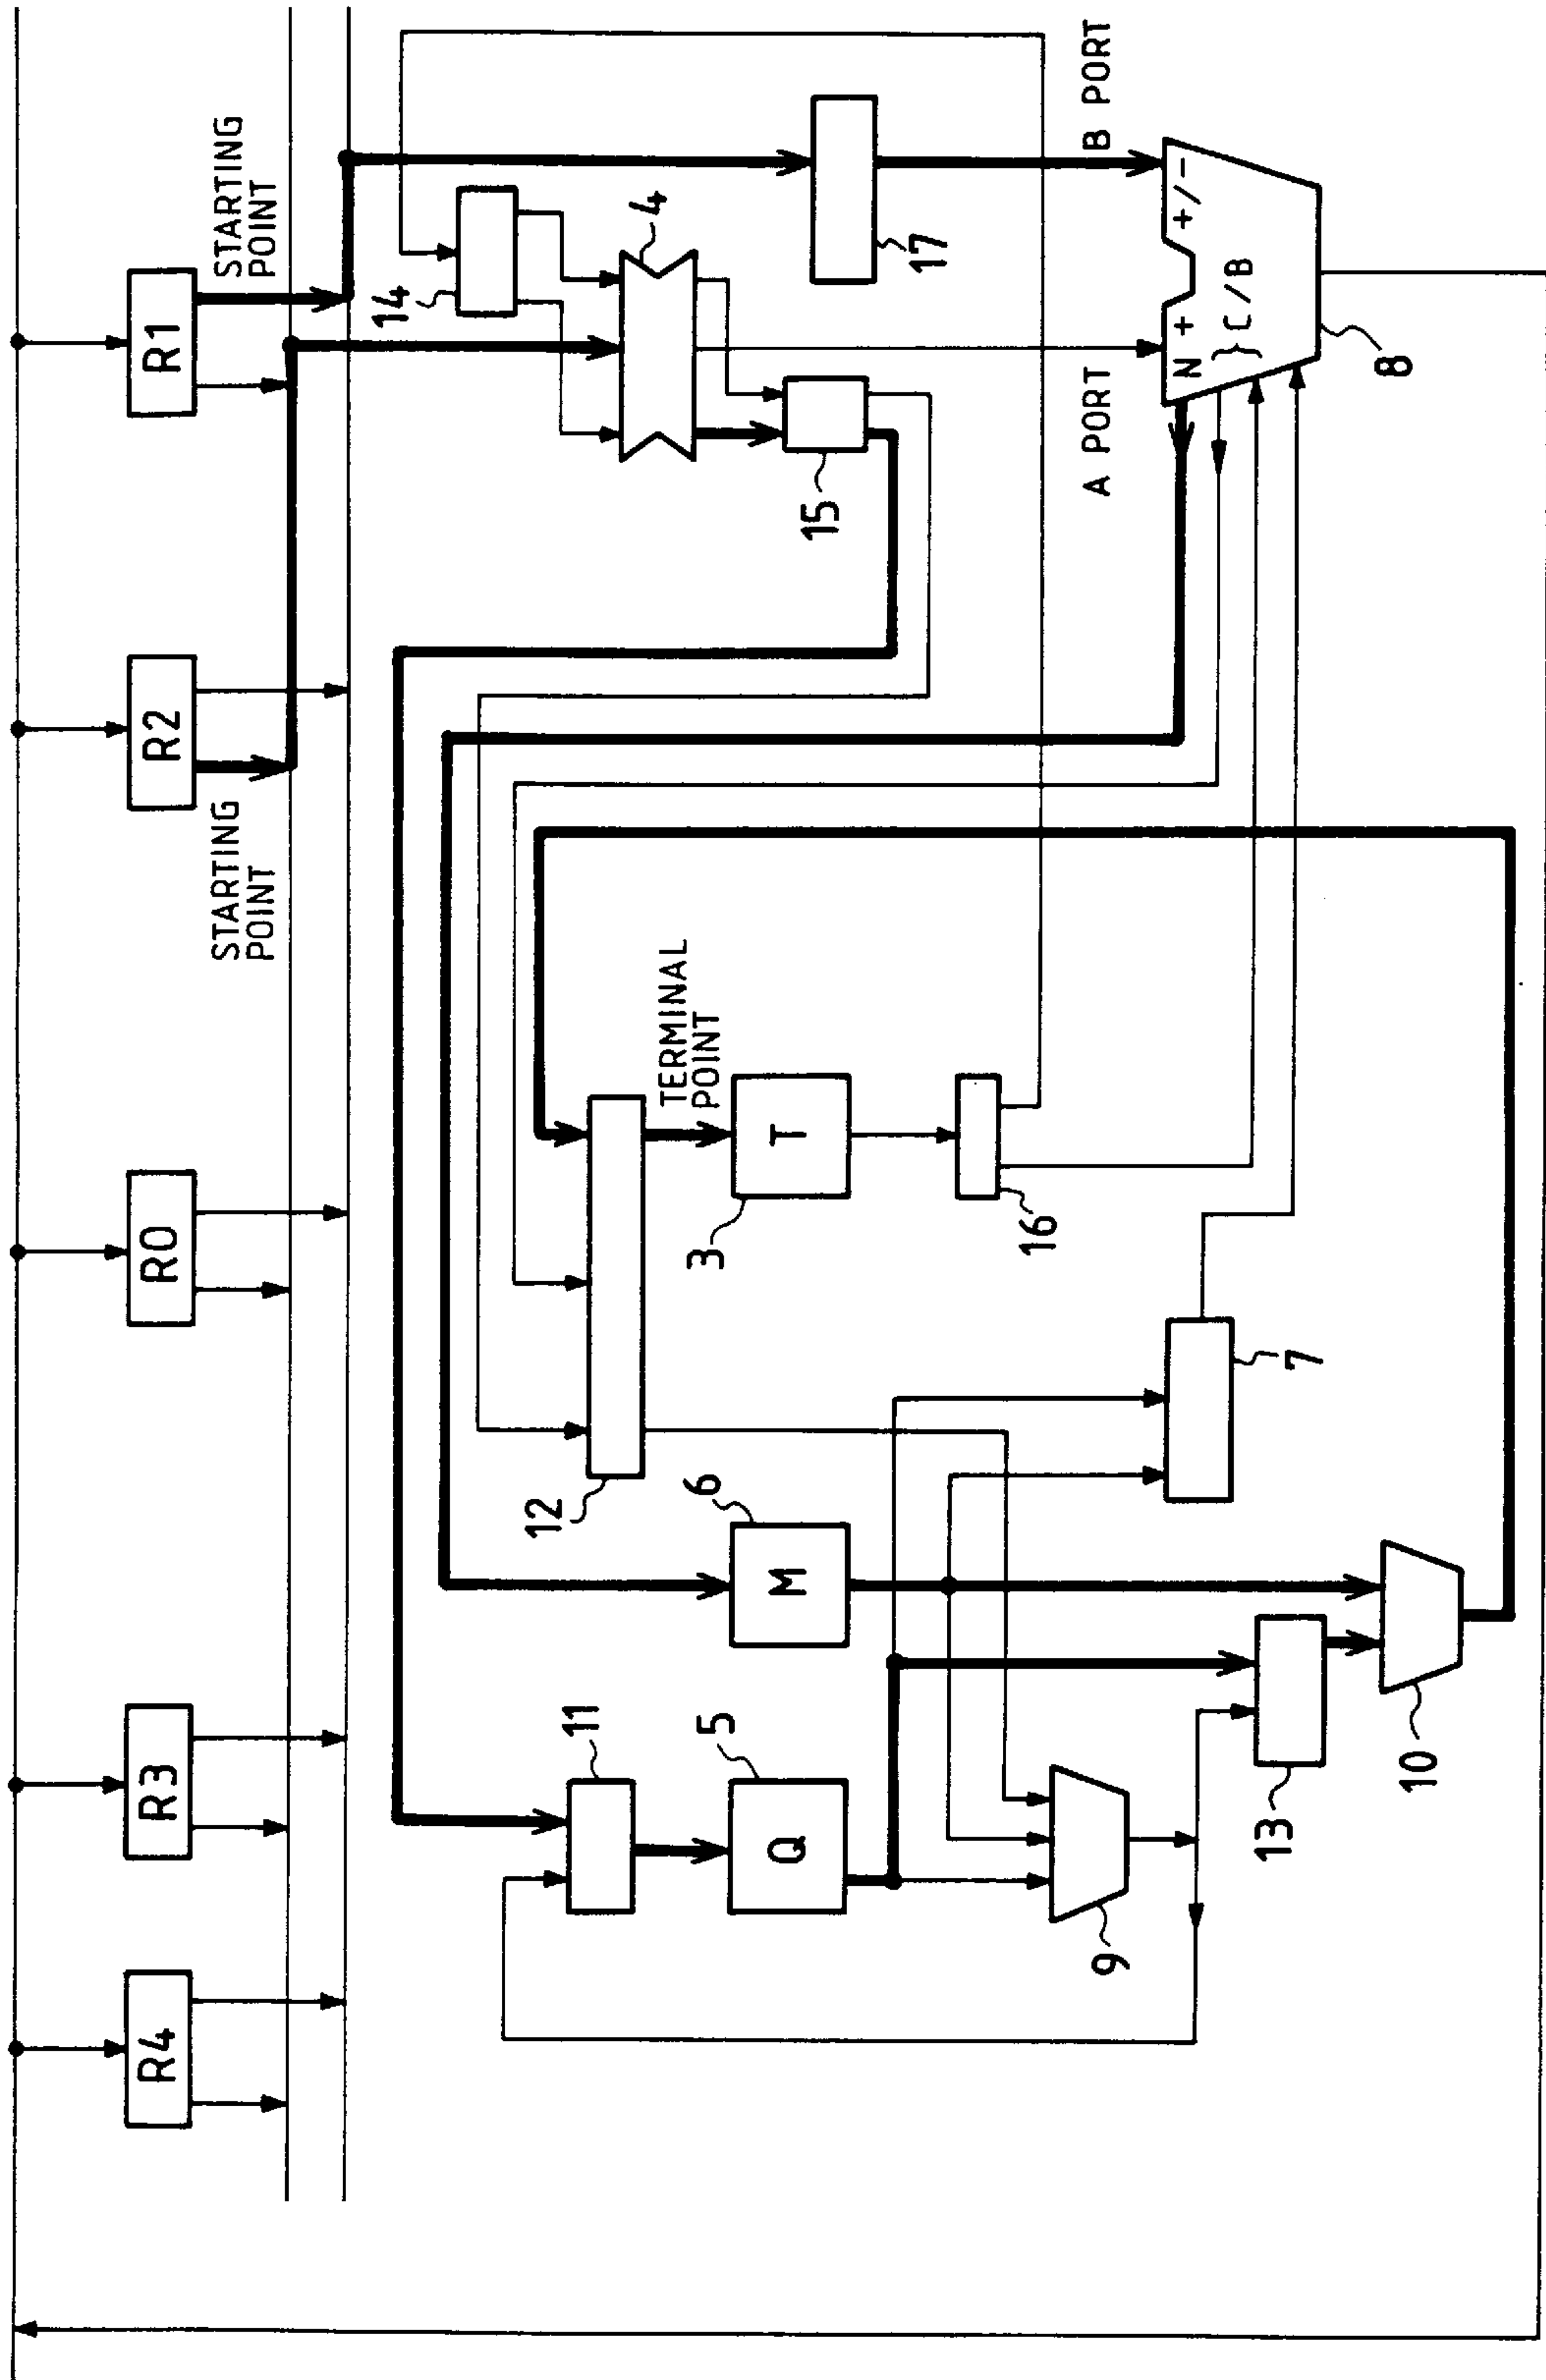 R4
R3
R0
R2
R1
STARTING
POINT
STARTING
POINT
14
4
17
15
B PORT
A PORT
N + +/-
} C/B
8
11
Q
5
M
6
12
TERMINAL
POINT
T
3
16
7
9
13
10